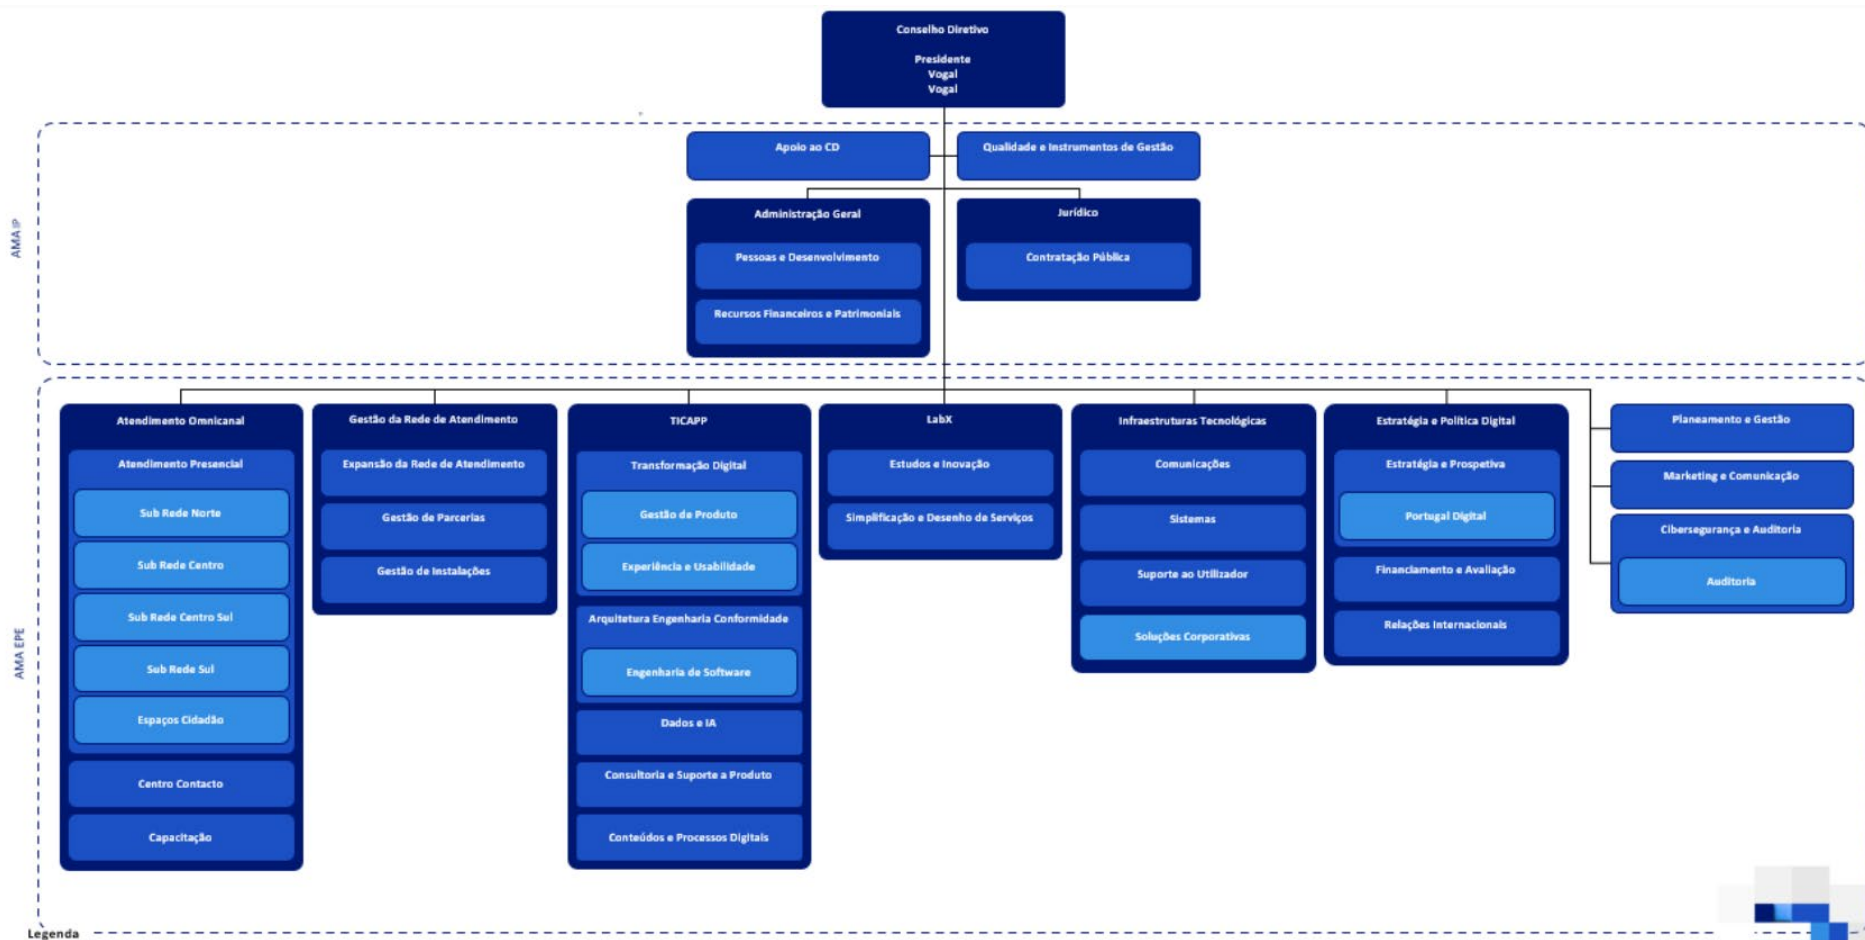 Conselho Diretivo
Presidente
Vogal
Vogal
AMA IP
Apoio ao CD
Qualidade e Instrumentos de Gestão
Administração Geral
Pessoas e Desenvolvimento
Recursos Financeiros e Patrimoniais
Jurídico
Contratação Pública
AMA EPE
Atendimento Omnicanal
Atendimento Presencial
Sub Rede Norte
Sub Rede Centro
Sub Rede Centro Sul
Sub Rede Sul
Espaços Cidadão
Centro Contacto
Capacitação
Gestão da Rede de Atendimento
Expansão da Rede de Atendimento
Gestão de Parcerias
Gestão de Instalações
TICAPP
Transformação Digital
Gestão de Produto
Experiência e Usabilidade
Arquitetura Engenharia Conformidade
Engenharia de Software
Dados e IA
Consultoria e Suporte a Produto
Conteúdos e Processos Digitais
LabX
Estudos e Inovação
Simplificação e Desenho de Serviços
Infraestruturas Tecnológicas
Comunicações
Sistemas
Suporte ao Utilizador
Soluções Corporativas
Estratégia e Política Digital
Estratégia e Prospetiva
Portugal Digital
Financiamento e Avaliação
Relações Internacionais
Planeamento e Gestão
Marketing e Comunicação
Cibersegurança e Auditoria
Auditoria
Legenda